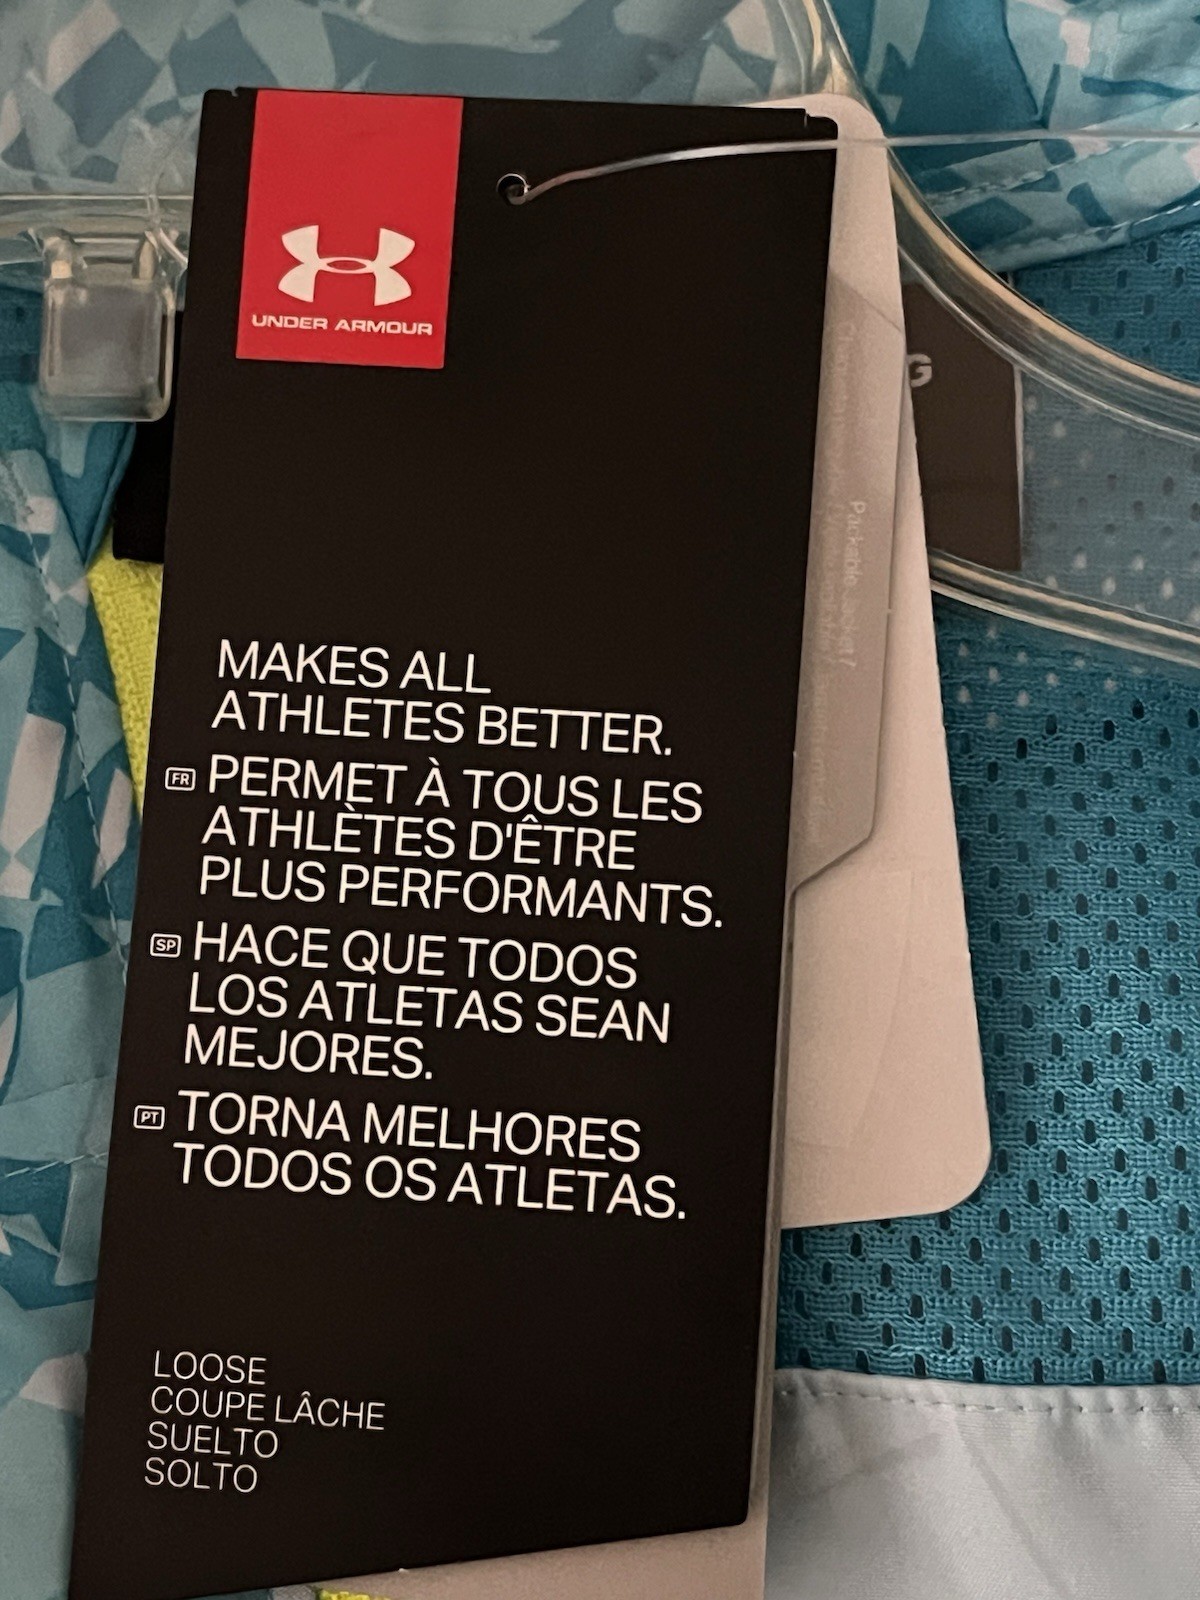 UNDER ARMOUR
MAKES ALL
ATHLETES BETTER.
FR PERMET À TOUS LES
ATHLÈTES D'ÊTRE
PLUS PERFORMANTS.
SP HACE QUE TODOS
LOS ATLETAS SEAN
MEJORES.
PT TORNA MELHORES
TODOS OS ATLETAS.
LOOSE
COUPE LÂCHE
SUELTO
SOLTO
G
Packable